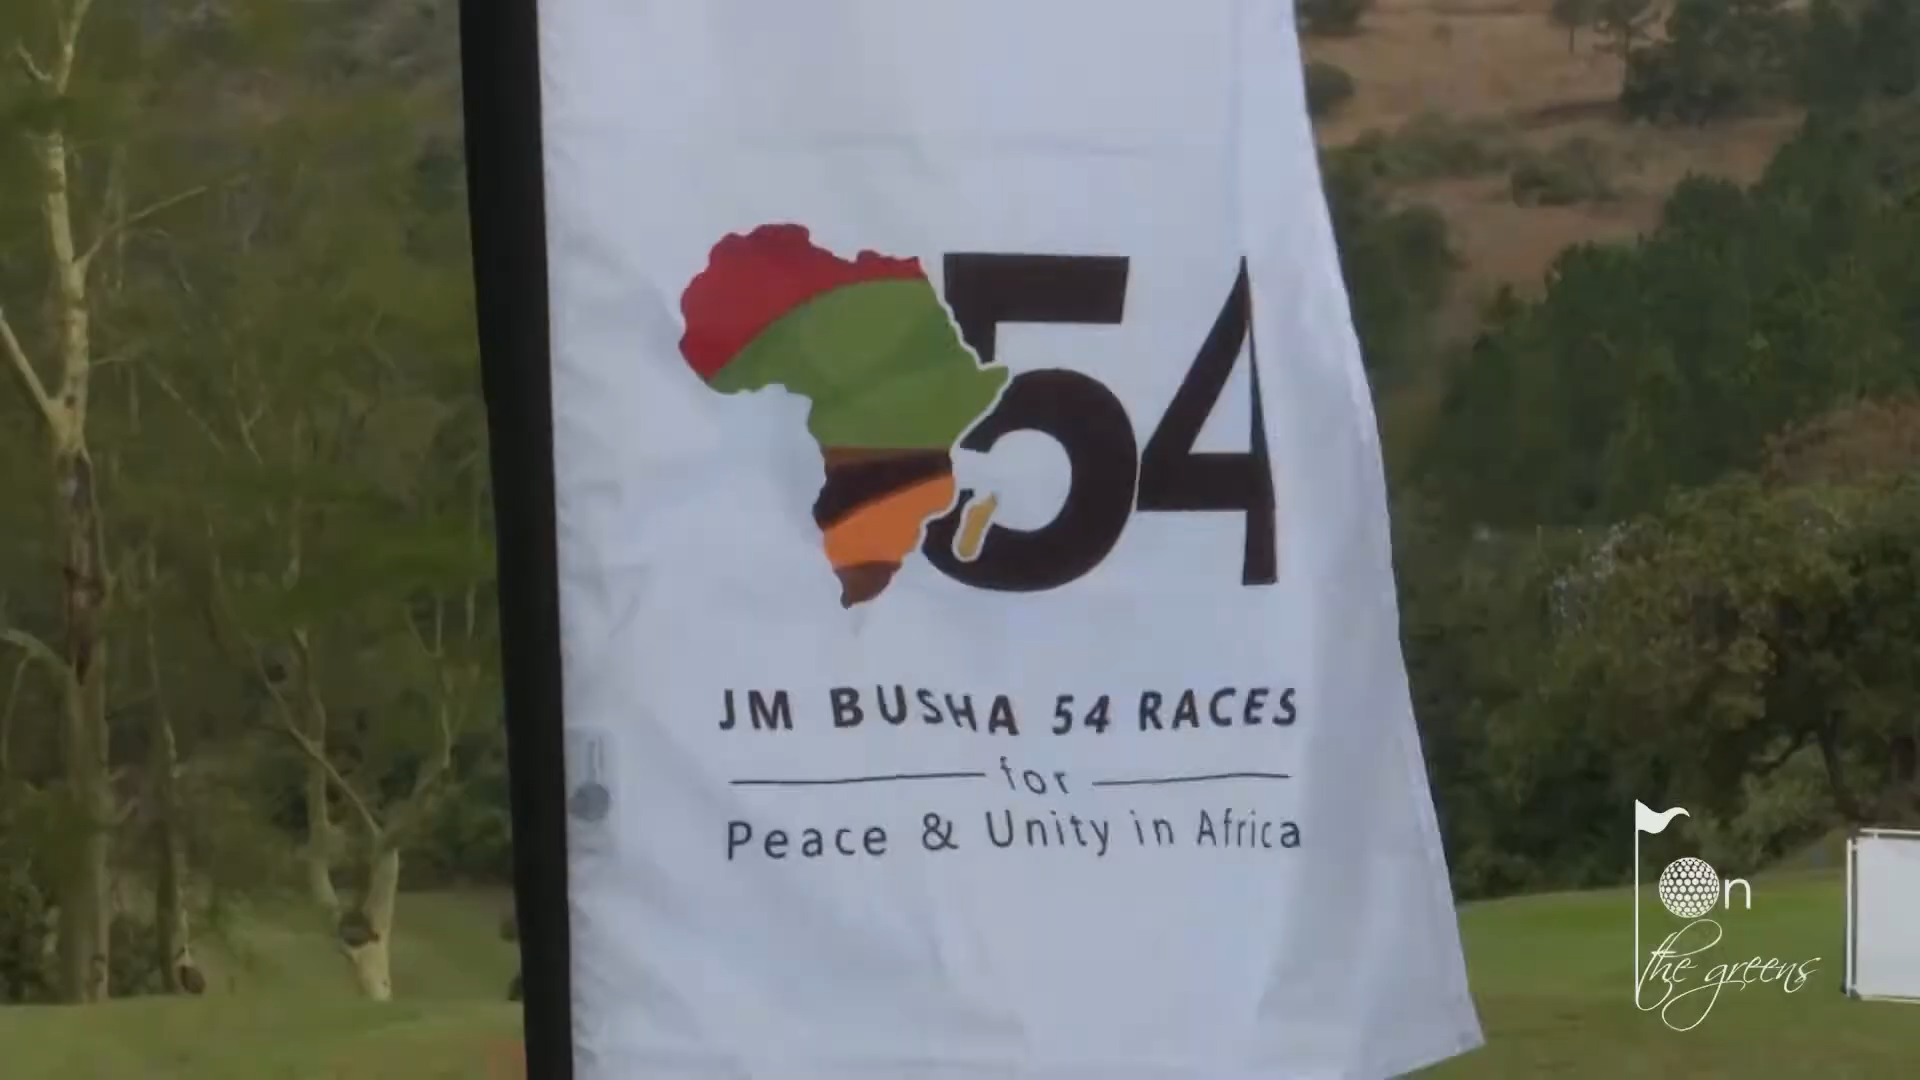 54
JM BUSHA 54 RACES
for
Peace & Unity in Africa
On
the greens